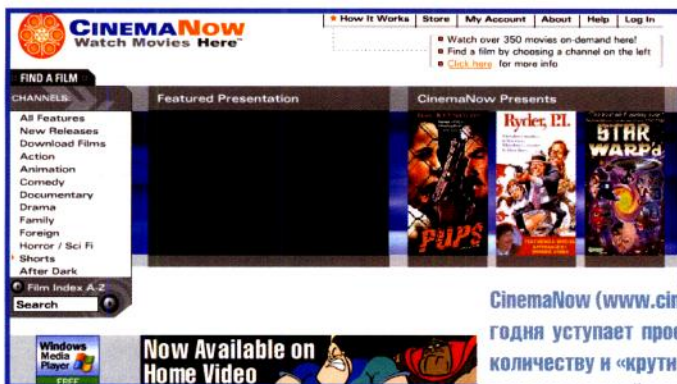 CINEMANOW
Watch Movies Here™
How It Works | Store | My Account | About | Help | Log In
Watch over 350 movies on-demand here!
Find a film by choosing a channel on the left
Click here for more info
FIND A FILM
CHANNELS:
All Features
New Releases
Download Films
Action
Animation
Comedy
Documentary
Drama
Family
Foreign
Horror / Sci Fi
Shorts
After Dark
Film Index A-Z
Search
Featured Presentation
CinemaNow Presents
PUPS
Ryder, P.I.
STAR
WARP'd
Windows
Media
Player
FREE
Now Available on
Home Video
CinemaNow (www.cin
годня уступает прос
количеству и «крути